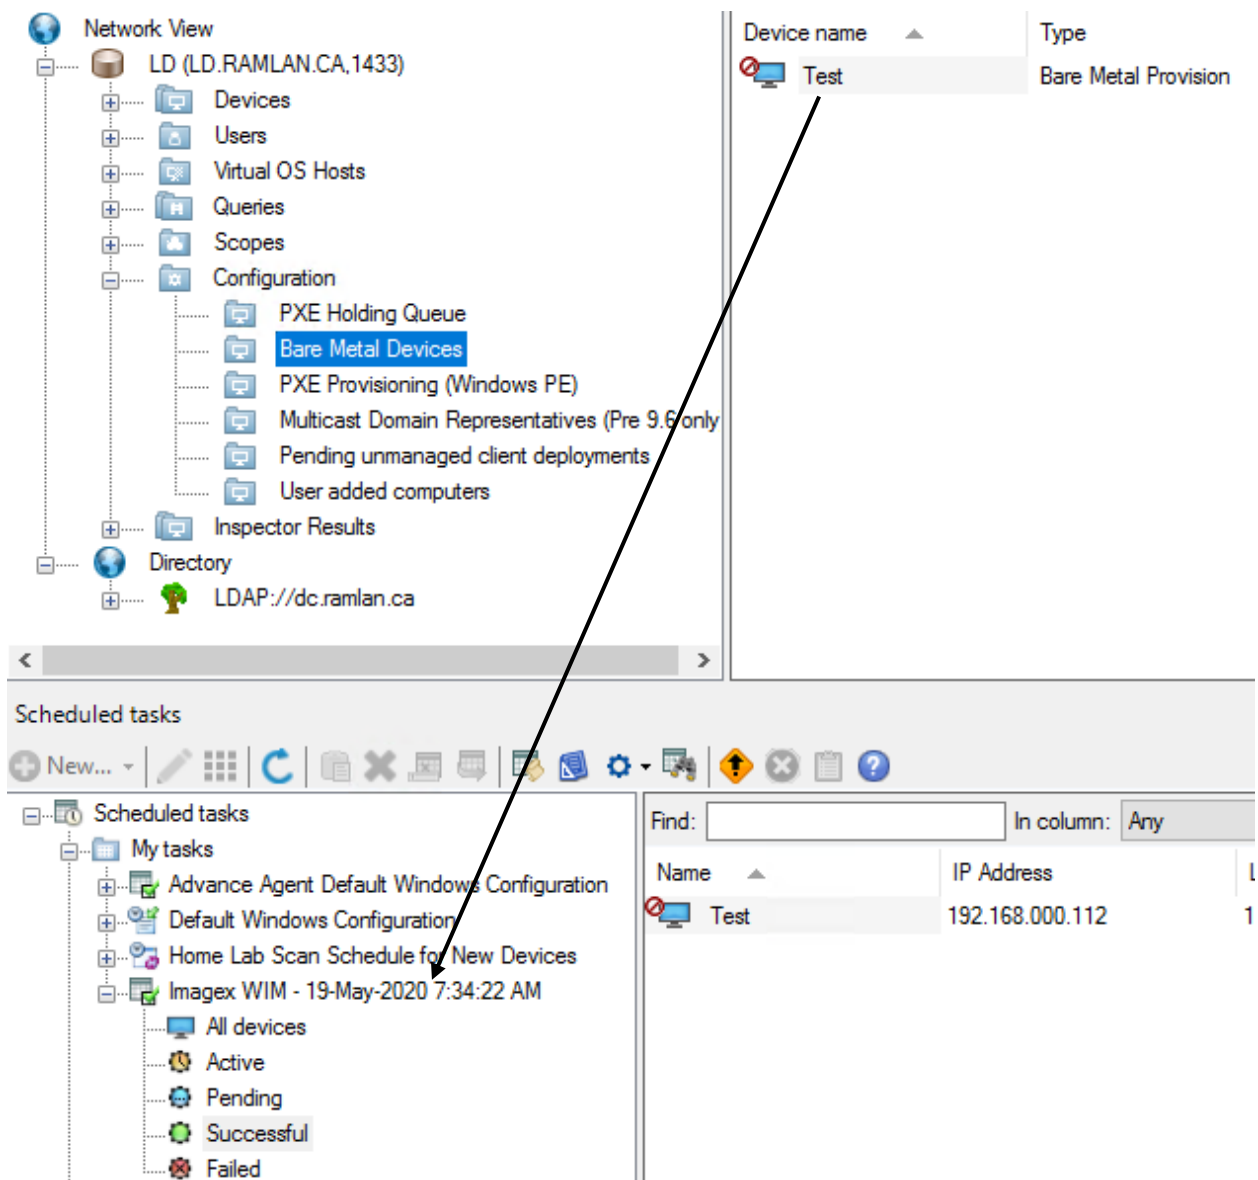 Network View
LD (LD.RAMLAN.CA,1433)
Devices
Users
Virtual OS Hosts
Queries
Scopes
Configuration
PXE Holding Queue
Bare Metal Devices
PXE Provisioning (Windows PE)
Multicast Domain Representatives (Pre 9.6 only
Pending unmanaged client deployments
User added computers
Inspector Results
Directory
LDAP://dc.ramlan.ca
Device name Type
Test Bare Metal Provision
Scheduled tasks
New...
Scheduled tasks
My tasks
Advance Agent Default Windows Configuration
Default Windows Configuration
Home Lab Scan Schedule for New Devices
Imagex WIM - 19-May-2020 7:34:22 AM
All devices
Active
Pending
Successful
Failed
Find: In column: Any
Name IP Address L
Test 192.168.000.112 1